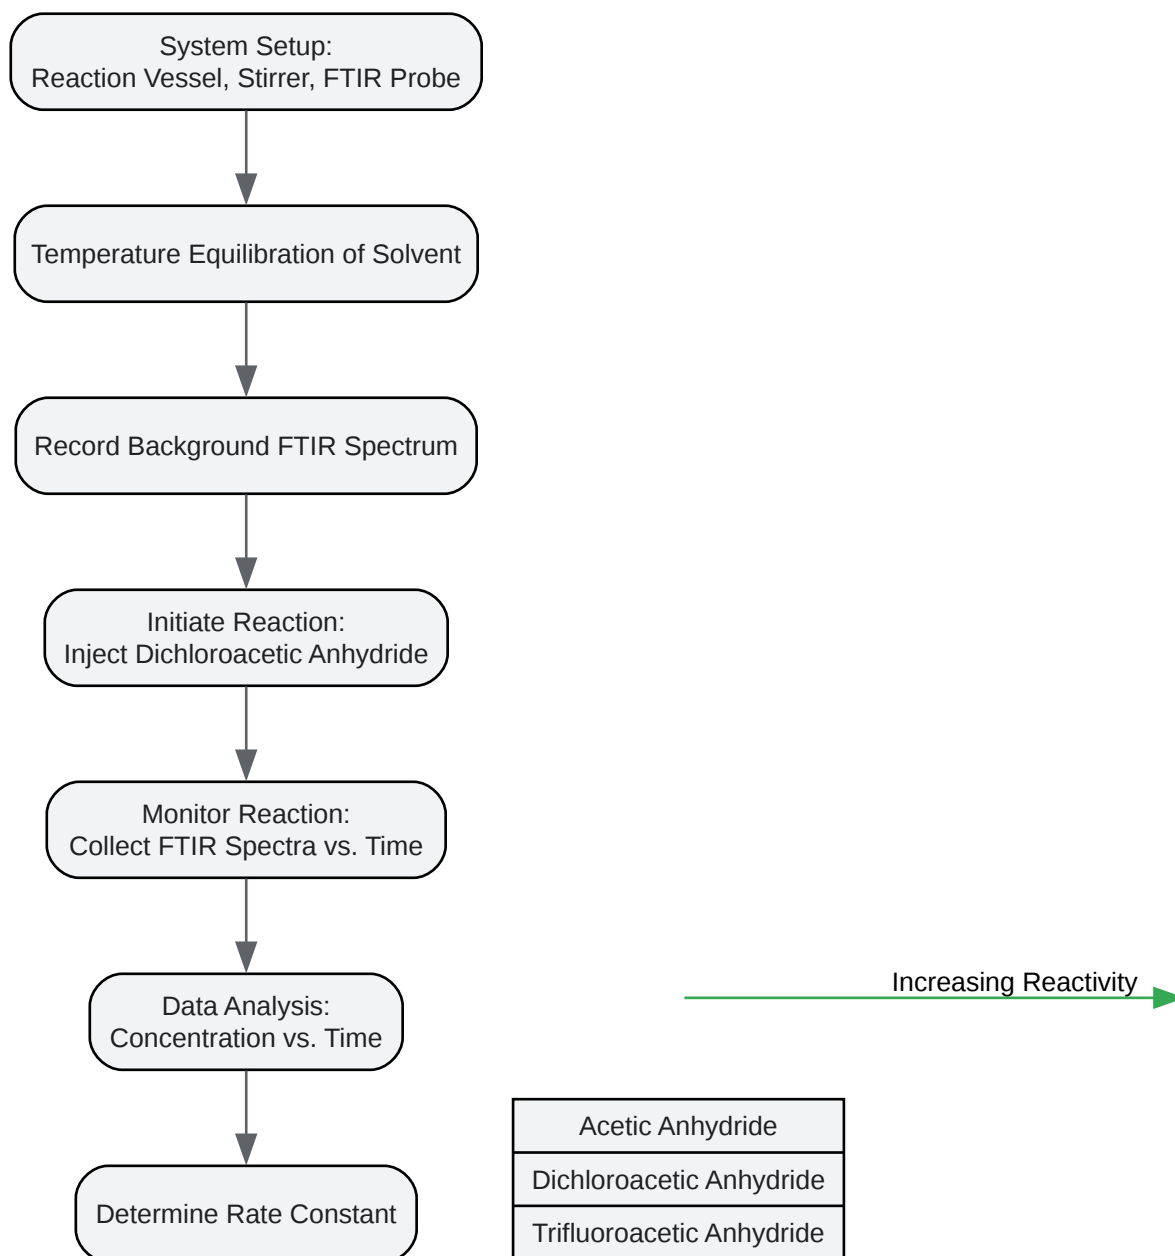 System Setup:
Reaction Vessel, Stirrer, FTIR Probe
Temperature Equilibration of Solvent
Record Background FTIR Spectrum
Initiate Reaction:
Inject Dichloroacetic Anhydride
Monitor Reaction:
Collect FTIR Spectra vs. Time
Data Analysis:
Concentration vs. Time
Determine Rate Constant
Increasing Reactivity
Acetic Anhydride
Dichloroacetic Anhydride
Trifluoroacetic Anhydride